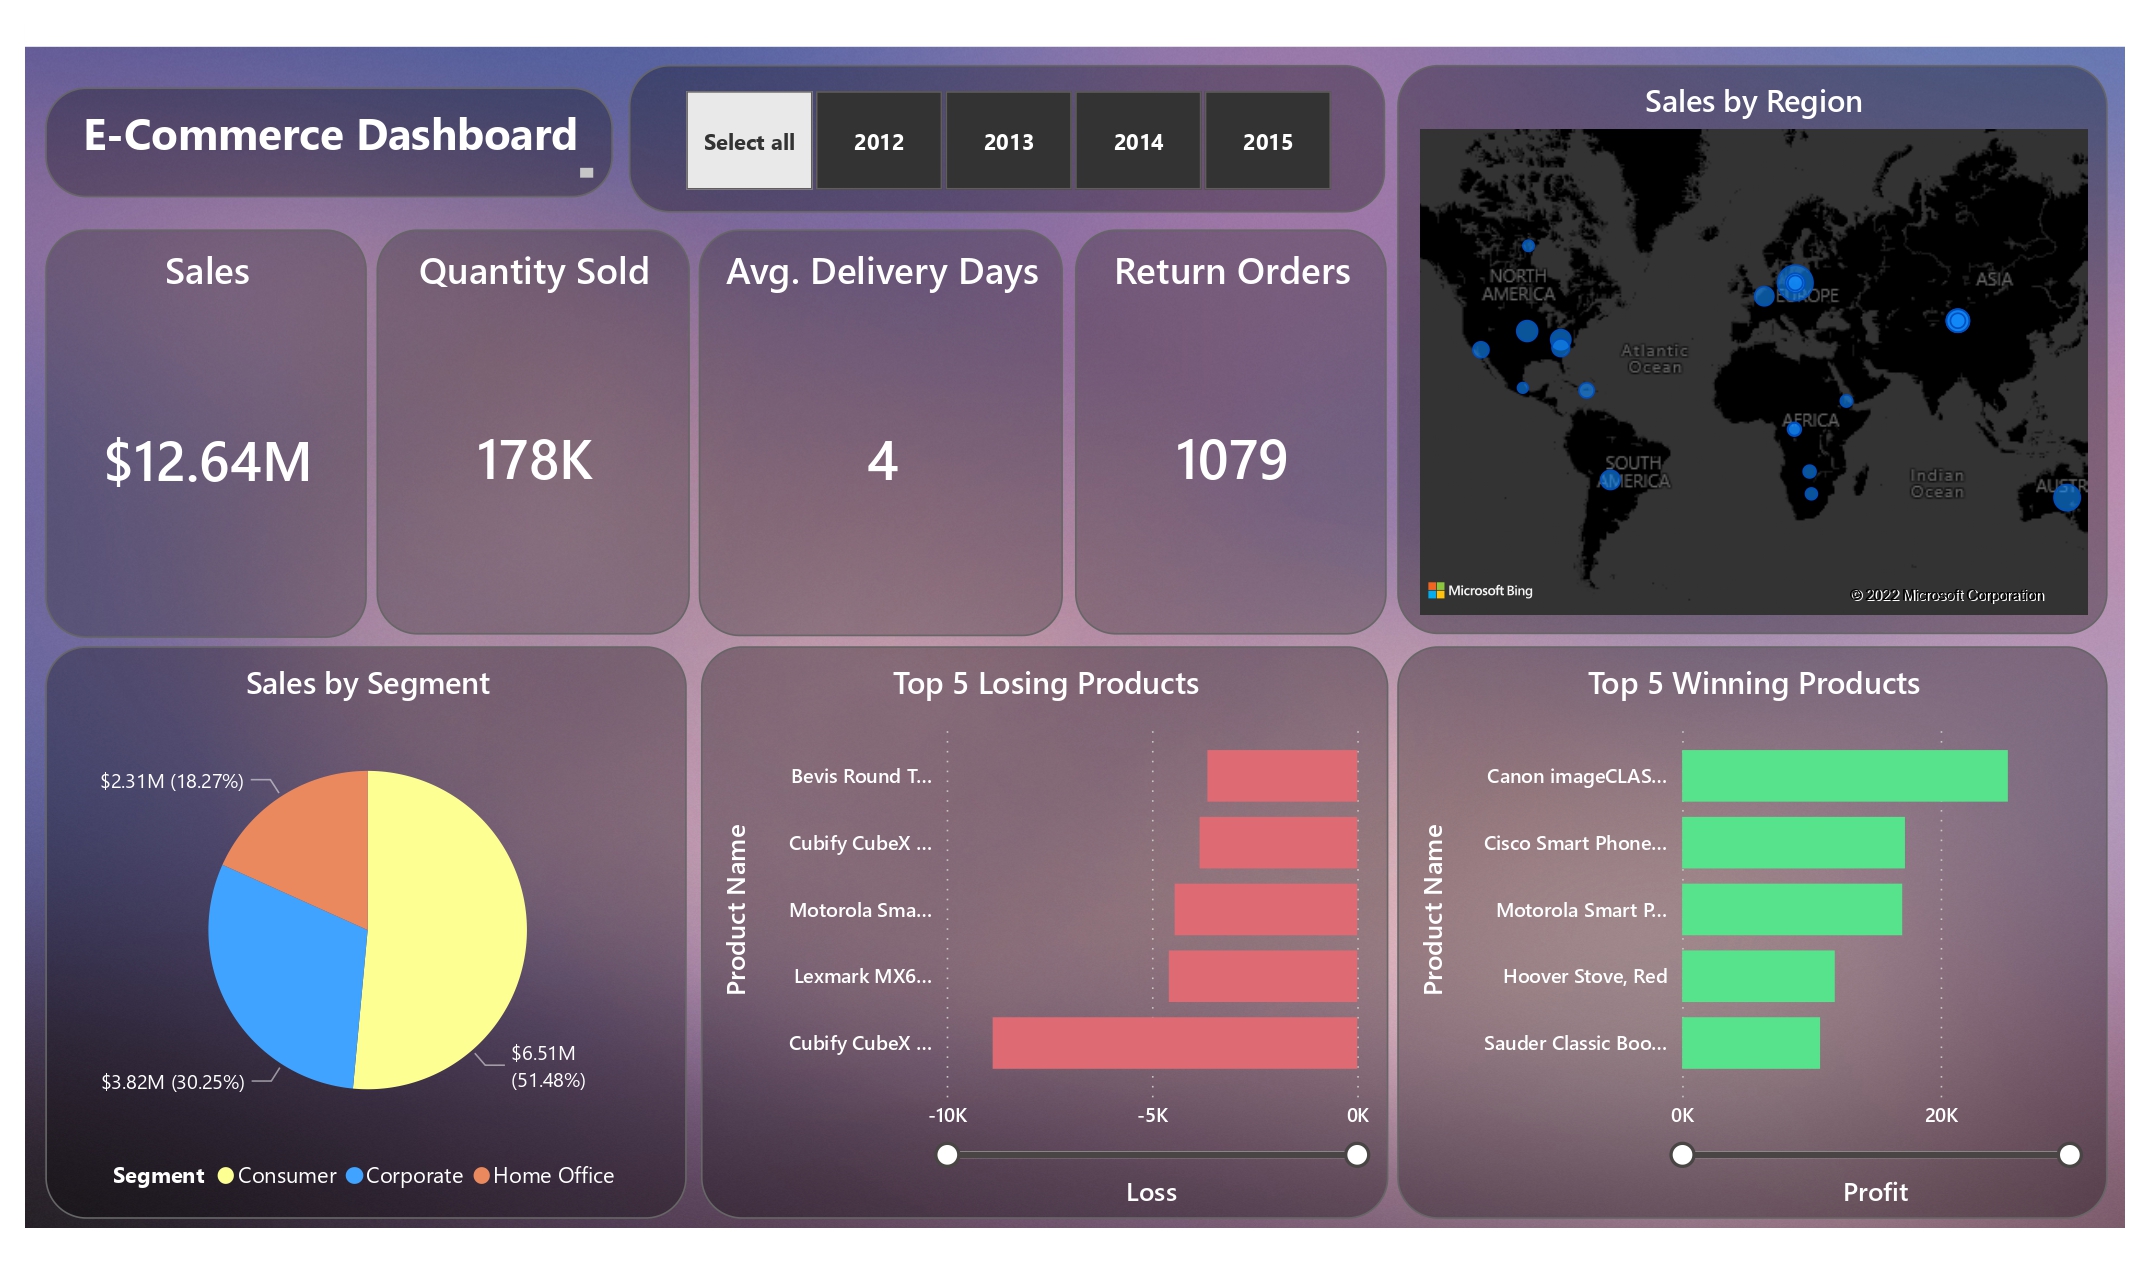 E-Commerce Dashboard
Select all
2012
2013
2014
2015
Sales by Region
NORTH
AMERICA
EUROPE
ASIA
Atlantic
Ocean
AFRICA
SOUTH
AMERICA
Indian
Ocean
AUSTR
Microsoft Bing
© 2022 Microsoft Corporation
Sales
$12.64M
Quantity Sold
178K
Avg. Delivery Days
4
Return Orders
1079
Sales by Segment
$2.31M (18.27%)
$3.82M (30.25%)
$6.51M
(51.48%)
Segment Consumer Corporate Home Office
Top 5 Losing Products
Product Name
Bevis Round T...
Cubify CubeX ...
Motorola Sma...
Lexmark MX6...
Cubify CubeX ...
-10K -5K 0K
Loss
Top 5 Winning Products
Product Name
Canon imageCLAS...
Cisco Smart Phone...
Motorola Smart P...
Hoover Stove, Red
Sauder Classic Boo...
0K 20K
Profit